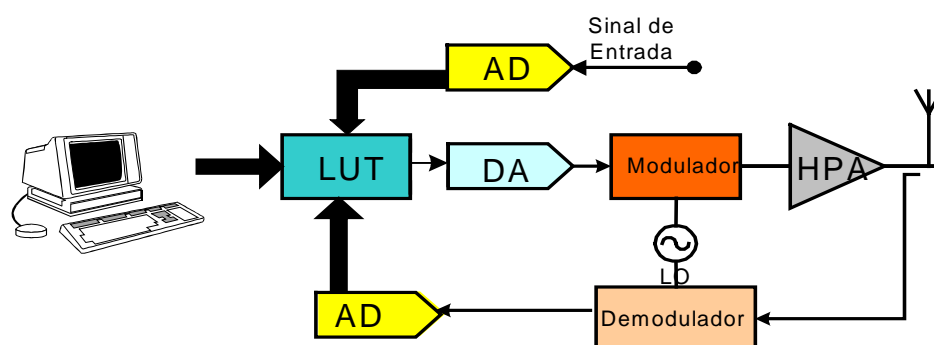 Sinal de
Entrada
AD
LUT
DA
Modulador
HPA
LO
AD
Demodulador